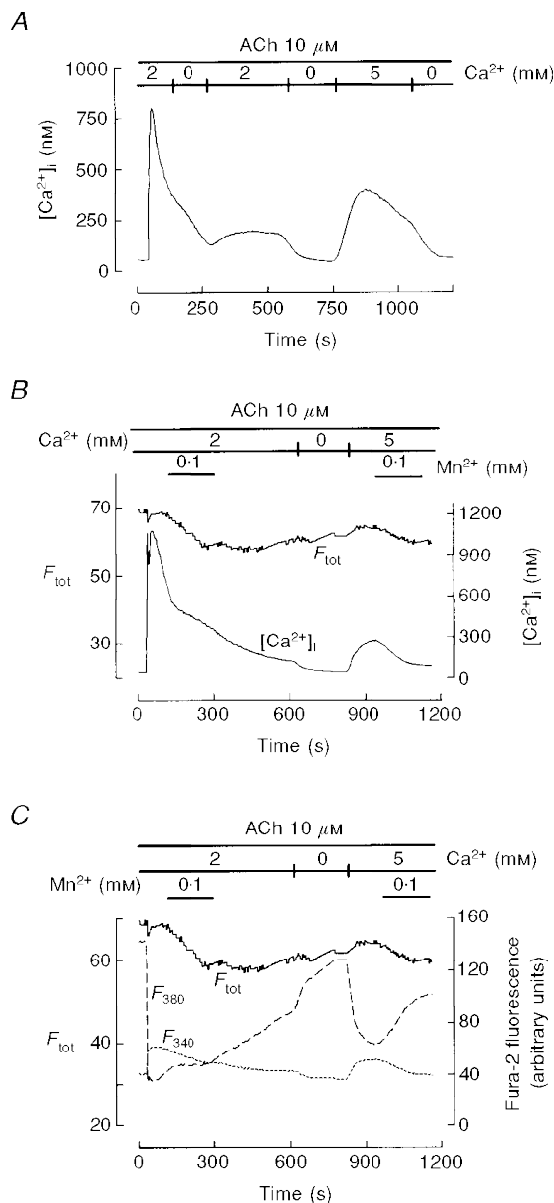 A
ACh 10 μM
2 0 2 0 5 0 Ca²⁺ (mM)
1000
750
500
250
0
[Ca²⁺]i (nM)
0 250 500 750 1000
Time (s)
B
ACh 10 μM
Ca²⁺ (mM) 2 0 5
0·1 0·1 Mn²⁺ (mM)
70
50
30
Ftot
Ftot
[Ca²⁺]i
1200
900
600
300
0
[Ca²⁺]i (nM)
0 300 600 900 1200
Time (s)
C
ACh 10 μM
2 0 5 Ca²⁺ (mM)
Mn²⁺ (mM) 0·1 0·1
60
40
20
Ftot
F380
Ftot
F340
160
120
80
40
0
Fura-2 fluorescence
(arbitrary units)
0 300 600 900 1200
Time (s)